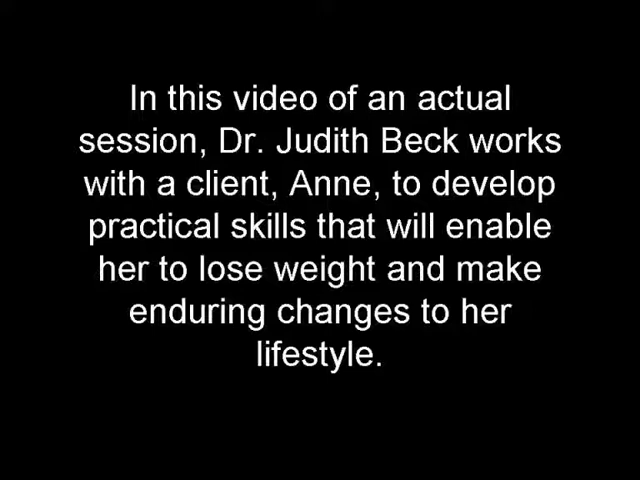 In this video of an actual
session, Dr. Judith Beck works
with a client, Anne, to develop
practical skills that will enable
her to lose weight and make
enduring changes to her
lifestyle.